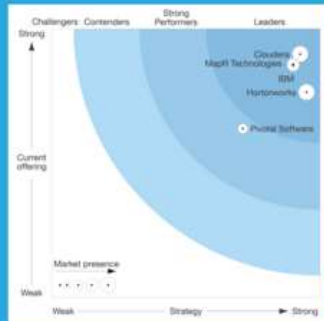 Challengers Contenders
Strong
Performers
Leaders
Strong
Cloudera
MapR Technologies
IBM
Hortonworks
Pivotal Software
Current
offering
Market presence
Weak
Weak
Strategy
Strong